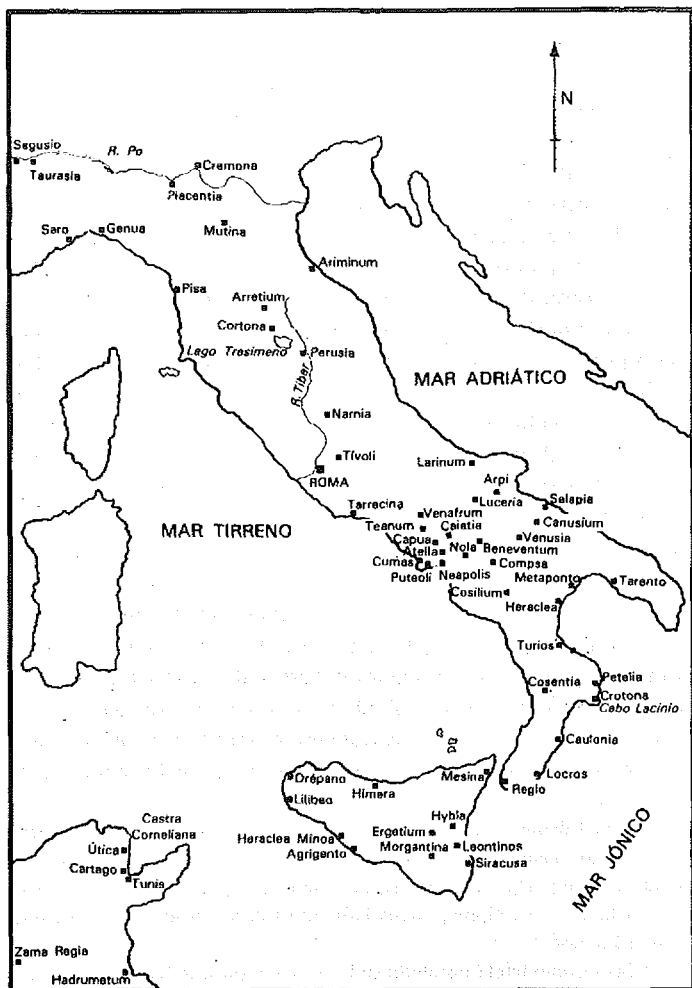 N
R. Po
Segusio
Cremona
Taurasia
Placentia
Saro
Genua
Mutina
Ariminum
Pisa
Arretium
Cortona
Lago Trasimeno
Perusia
MAR ADRIÁTICO
R. Tíbar
Narnia
Tívoli
ROMA
Larinum
Arpi
Luceria
Salapia
Tarracina
Venafrum
MAR TIRRENO
Teanum
Caiatia
Canusium
Capua
Venusia
Atella
Nola
Beneventum
Cumas
Compsa
Puteoli
Neapolis
Metaponto
Tarento
Cosilium
Heraclea
Turios
Cosentia
Petelia
Crotona
Cabo Lacinio
Caulonia
Mesina
Locros
Regio
Drépano
Himera
Lilibeo
Hybla
Castra
Corneliana
Heraclea Minoa
Ergetium
Leontinos
Útica
Agrigento
Morgantina
Siracusa
Cartago
Tunis
MAR JÓNICO
Zama Regia
Hadrumetum